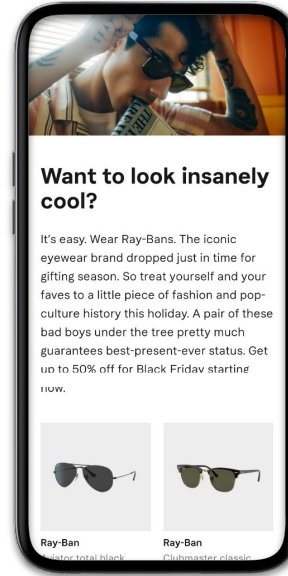 Want to look insanely
cool?
It's easy. Wear Ray-Bans. The iconic
eyewear brand dropped just in time for
gifting season. So treat yourself and your
faves to a little piece of fashion and pop-
culture history this holiday. A pair of these
bad boys under the tree pretty much
guarantees best-present-ever status. Get
up to 50% off for Black Friday starting
now.
Ray-Ban Ray-Ban
Aviator total black Clubmaster classic